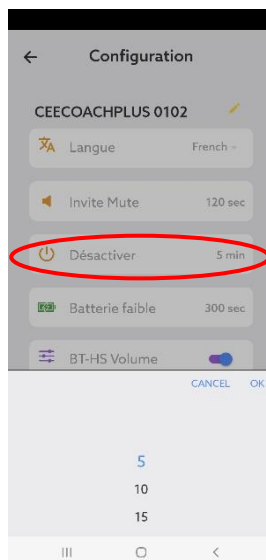 Configuration
CEECOACHPLUS 0102
Langue French
Invite Mute 120 sec
Désactiver 5 min
Batterie faible 300 sec
BT-HS Volume
CANCEL OK
5
10
15